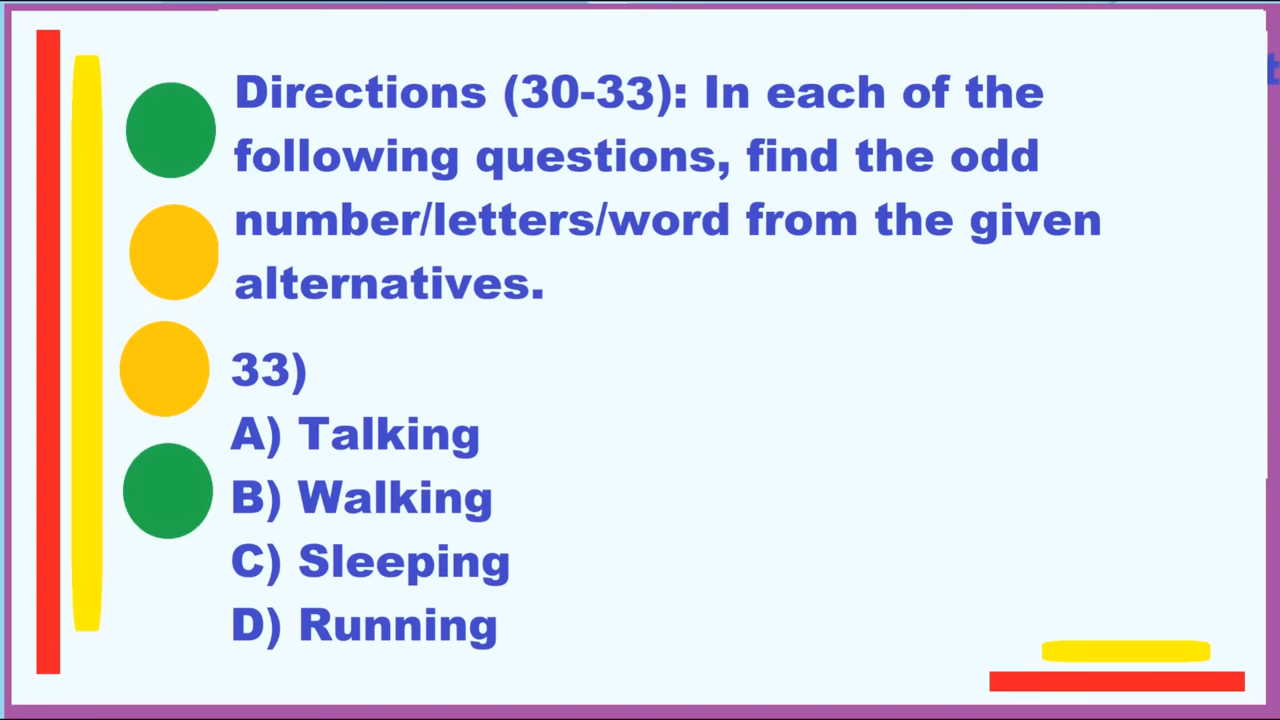 Directions (30-33): In each of the
following questions, find the odd
number/letters/word from the given
alternatives.
33)
A) Talking
B) Walking
C) Sleeping
D) Running